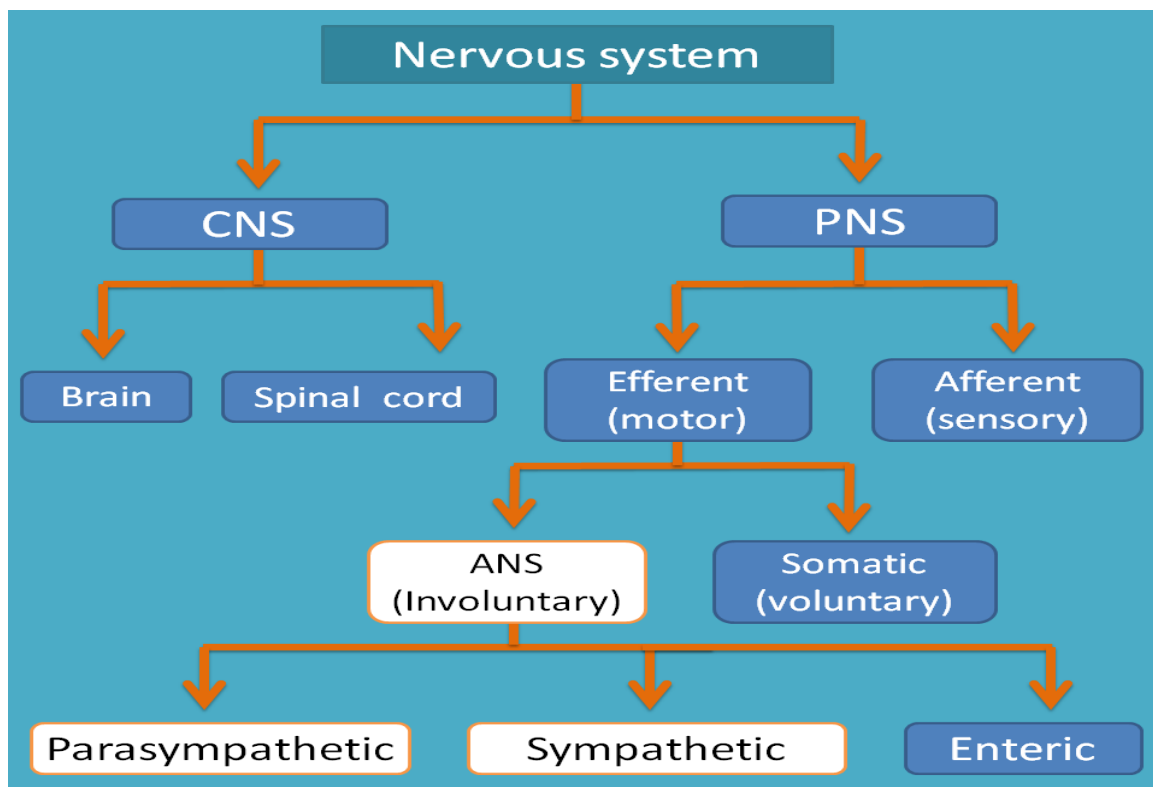 Nervous system
CNS
PNS
Brain
Spinal cord
Efferent
(motor)
Afferent
(sensory)
ANS
(Involuntary)
Somatic
(voluntary)
Parasympathetic
Sympathetic
Enteric